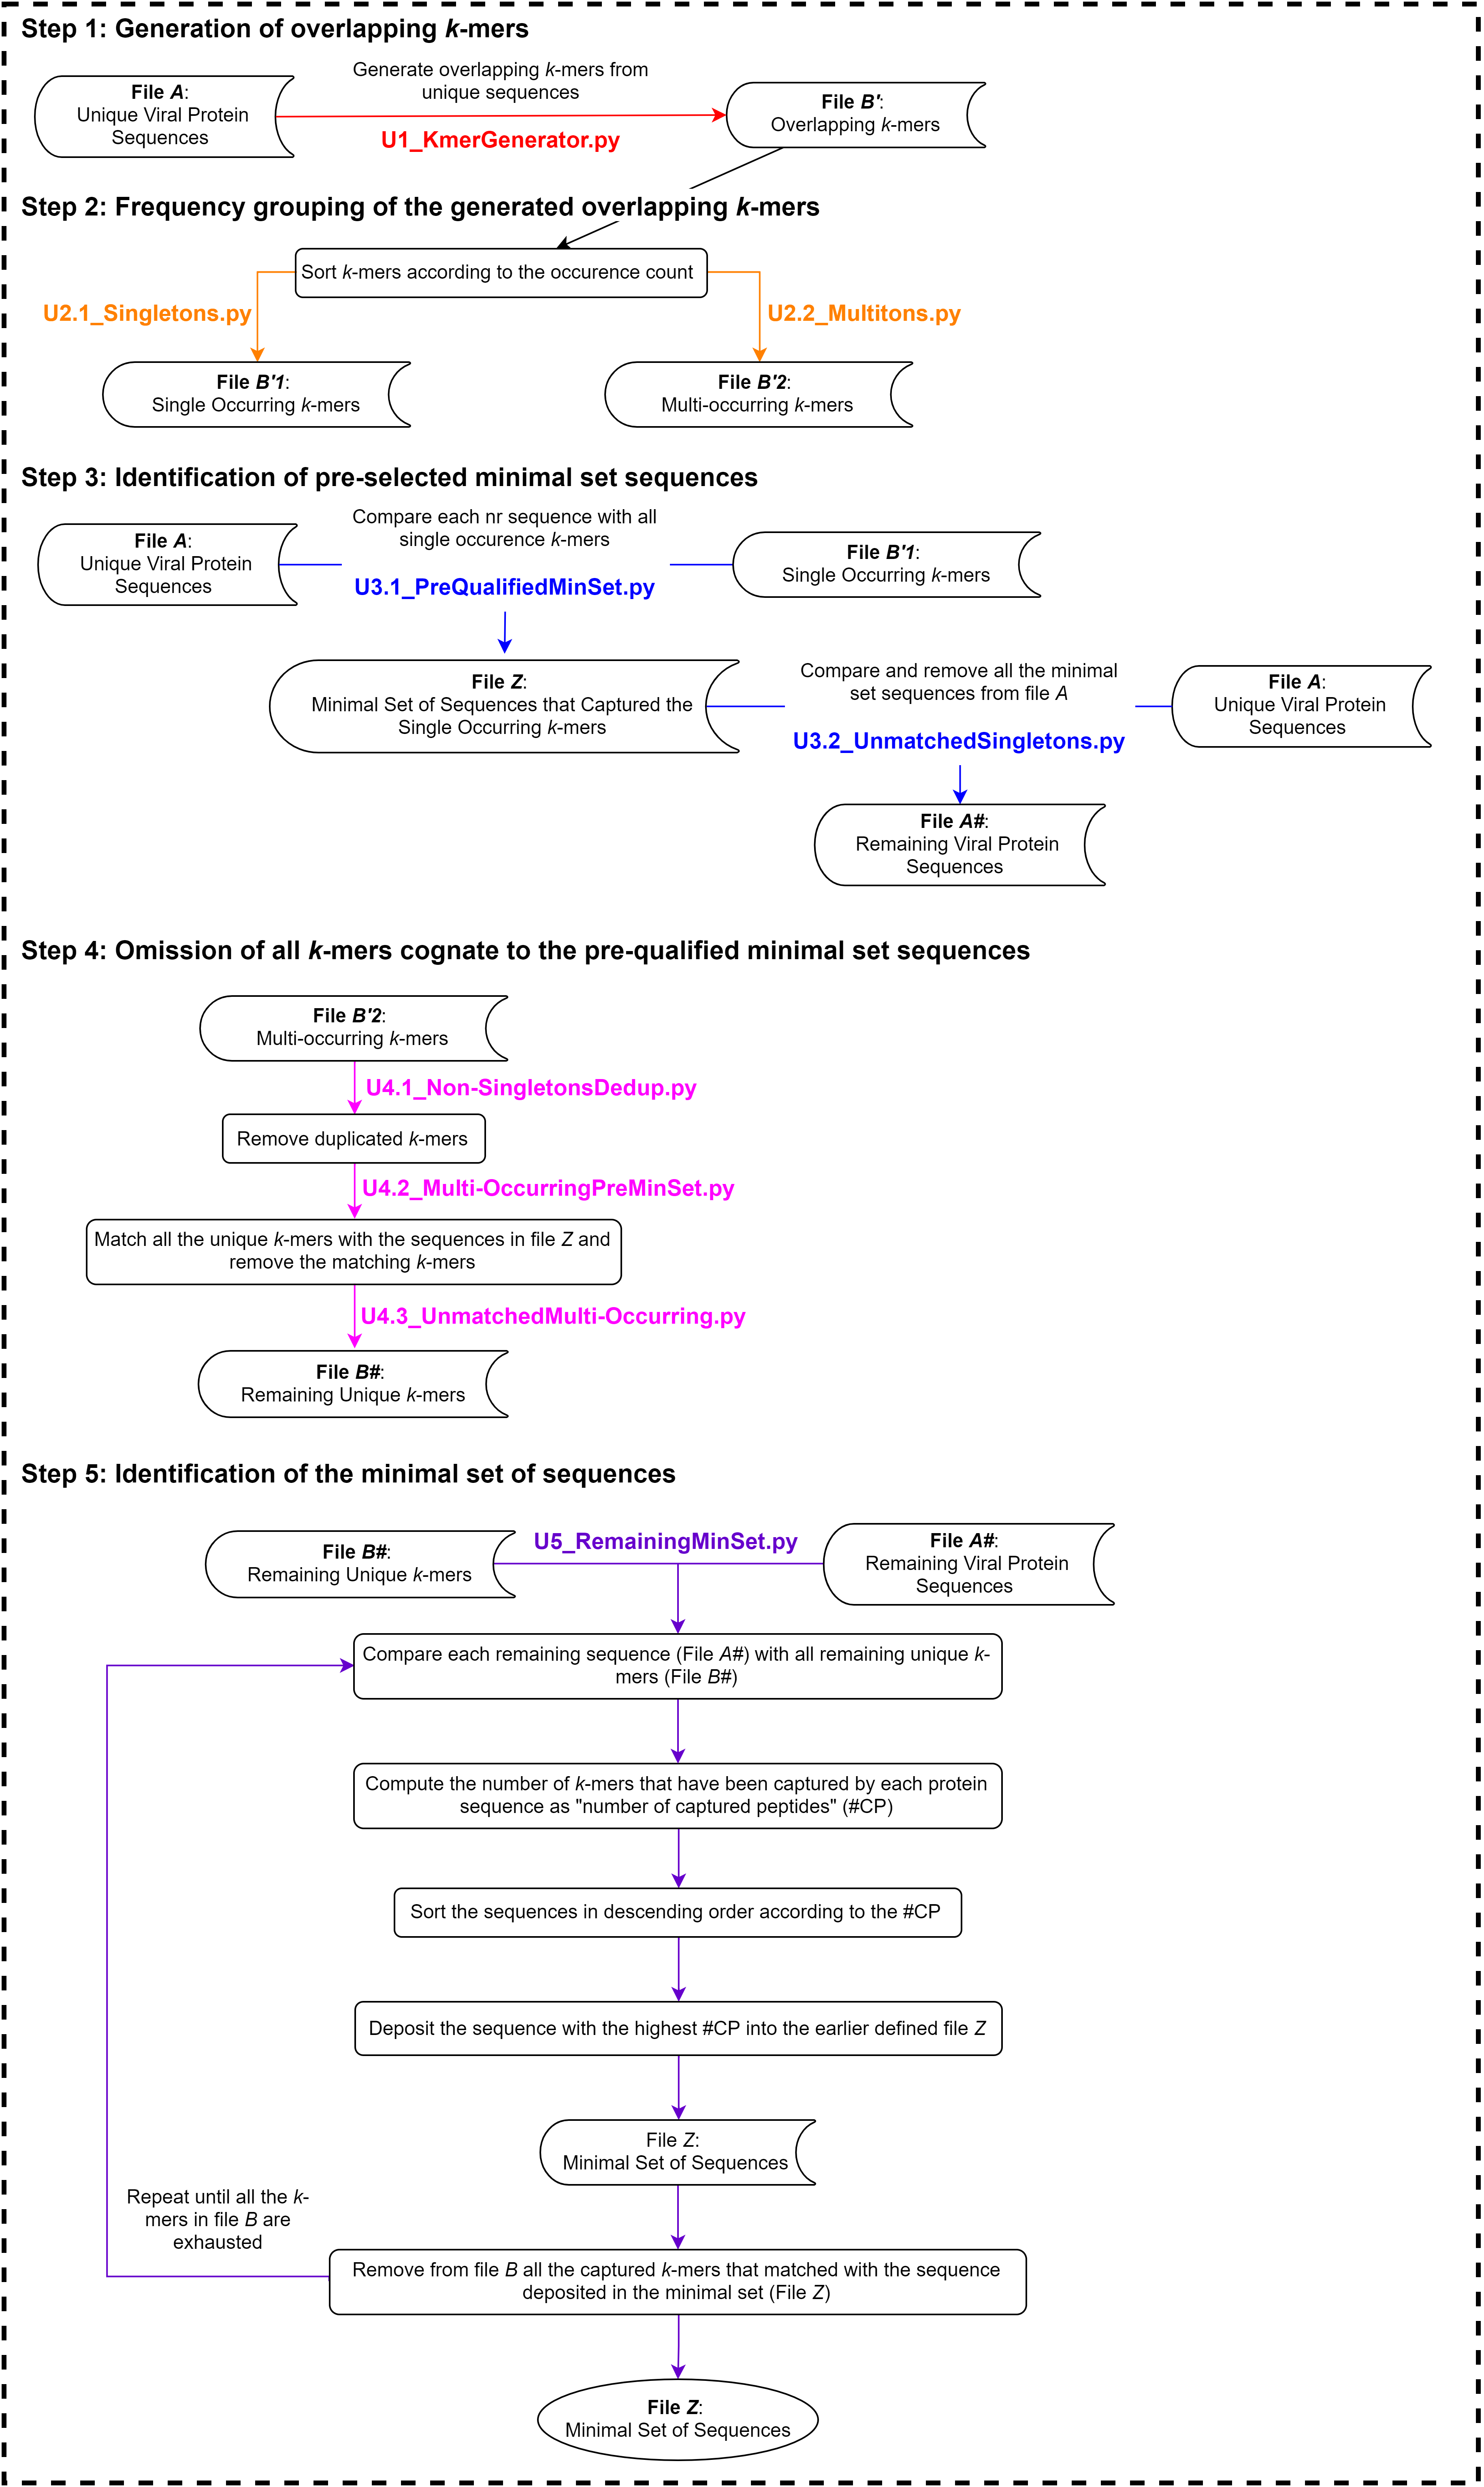 Step 1: Generation of overlapping k-mers
File A:
Unique Viral Protein
Sequences
Generate overlapping k-mers from
unique sequences
U1_KmerGenerator.py
File B':
Overlapping k-mers
Step 2: Frequency grouping of the generated overlapping k-mers
Sort k-mers according to the occurence count
U2.1_Singletons.py
U2.2_Multitons.py
File B'1:
Single Occurring k-mers
File B'2:
Multi-occurring k-mers
Step 3: Identification of pre-selected minimal set sequences
File A:
Unique Viral Protein
Sequences
Compare each nr sequence with all
single occurence k-mers
U3.1_PreQualifiedMinSet.py
File B'1:
Single Occurring k-mers
File Z:
Minimal Set of Sequences that Captured the
Single Occurring k-mers
Compare and remove all the minimal
set sequences from file A
U3.2_UnmatchedSingletons.py
File A:
Unique Viral Protein
Sequences
File A#:
Remaining Viral Protein
Sequences
Step 4: Omission of all k-mers cognate to the pre-qualified minimal set sequences
File B'2:
Multi-occurring k-mers
U4.1_Non-SingletonsDedup.py
Remove duplicated k-mers
U4.2_Multi-OccurringPreMinSet.py
Match all the unique k-mers with the sequences in file Z and
remove the matching k-mers
U4.3_UnmatchedMulti-Occurring.py
File B#:
Remaining Unique k-mers
Step 5: Identification of the minimal set of sequences
File B#:
Remaining Unique k-mers
U5_RemainingMinSet.py
File A#:
Remaining Viral Protein
Sequences
Compare each remaining sequence (File A#) with all remaining unique k-
mers (File B#)
Compute the number of k-mers that have been captured by each protein
sequence as "number of captured peptides" (#CP)
Sort the sequences in descending order according to the #CP
Deposit the sequence with the highest #CP into the earlier defined file Z
File Z:
Minimal Set of Sequences
Repeat until all the k-
mers in file B are
exhausted
Remove from file B all the captured k-mers that matched with the sequence
deposited in the minimal set (File Z)
File Z:
Minimal Set of Sequences